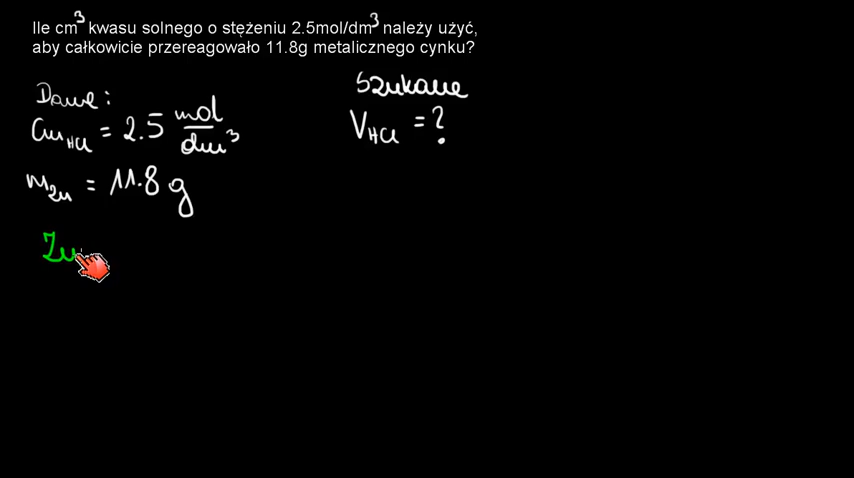 Ile cm³ kwasu solnego o stężeniu 2.5mol/dm³ należy użyć,
aby całkowicie przereagowało 11.8g metalicznego cynku?
Dane:
Szukane
CmHCl = 2.5 mol/dm³
VHCl = ?
mZn = 11.8 g
Zn